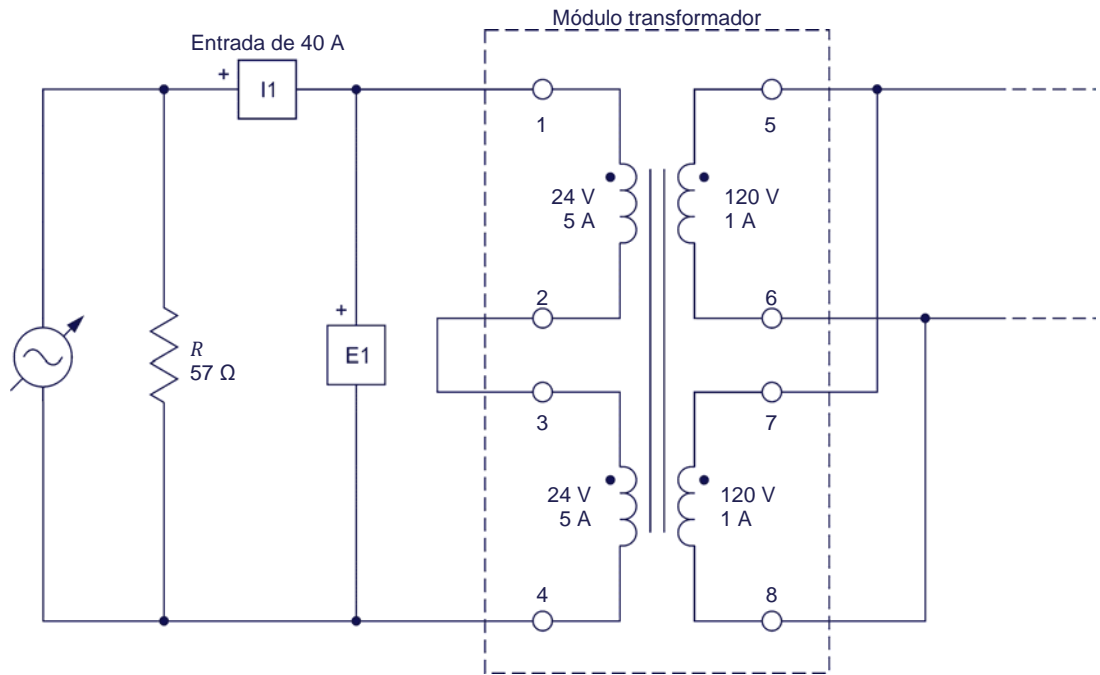 Módulo transformador
Entrada de 40 A
+
I1
1
5
24 V
5 A
120 V
1 A
2
6
+
E1
R
57 Ω
3
7
24 V
5 A
120 V
1 A
4
8